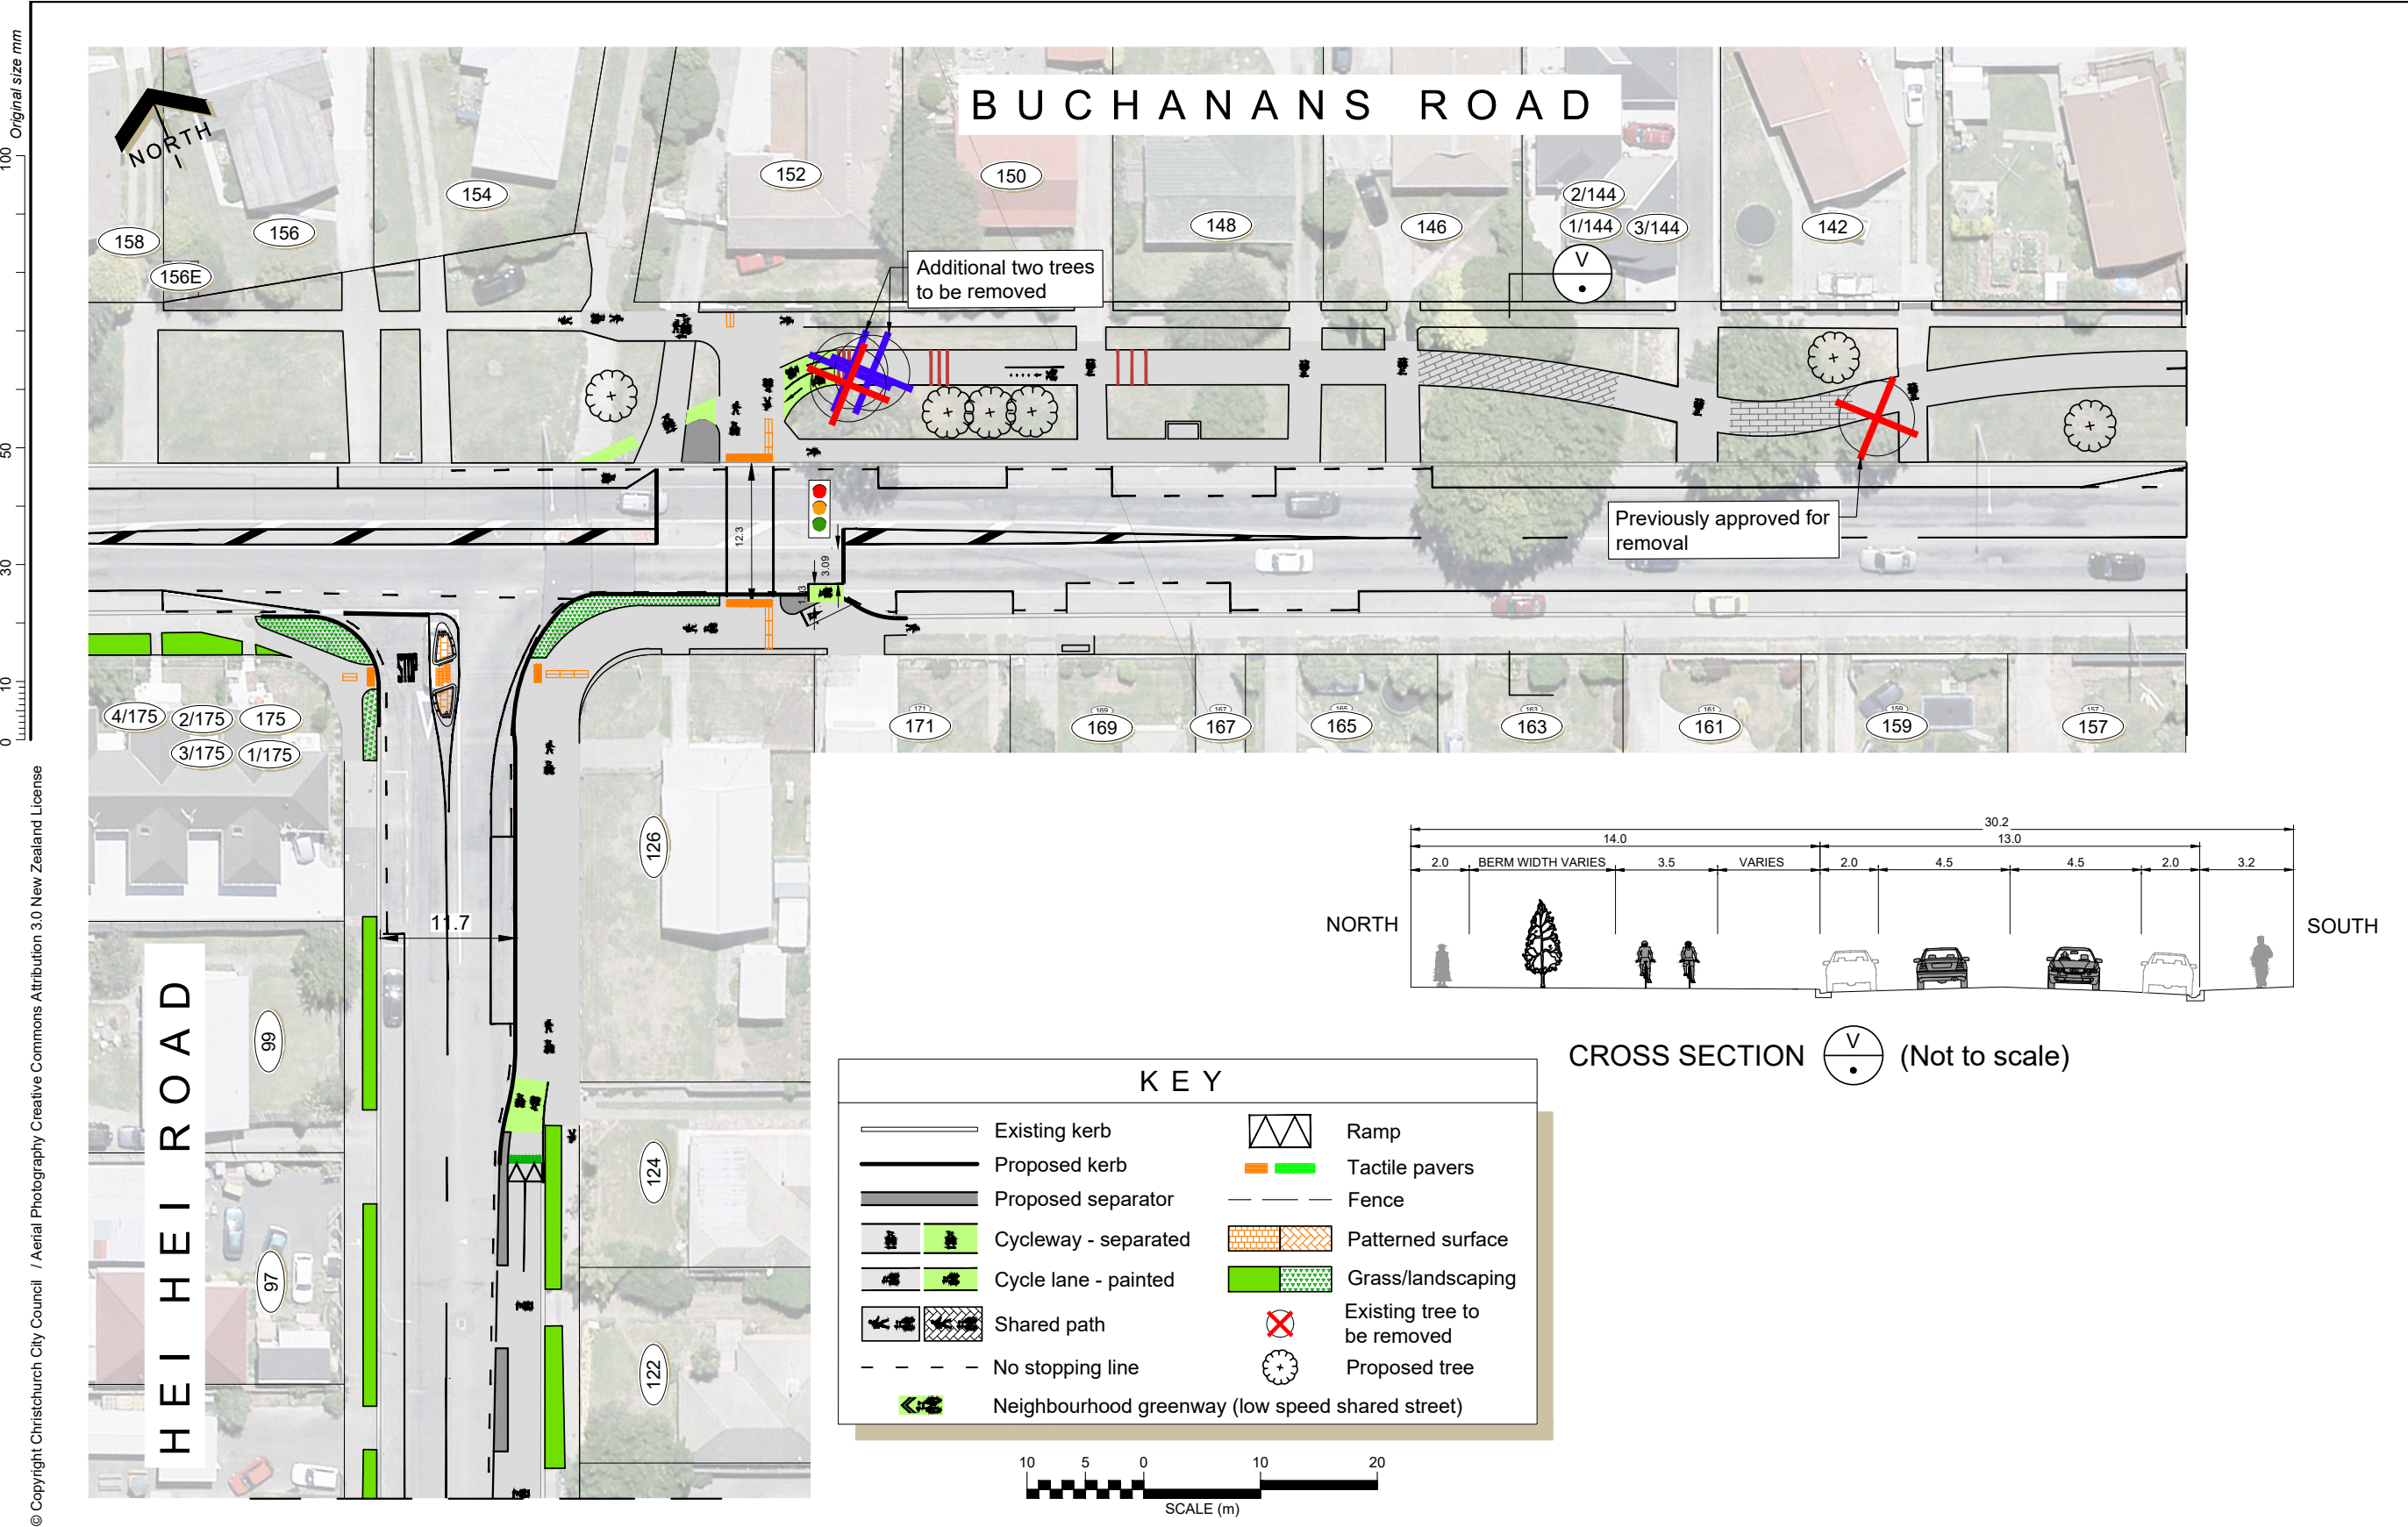 Original size mm
100
50
30
10
0
© Copyright Christchurch City Council / Aerial Photography Creative Commons Attribution 3.0 New Zealand License
NORTH
BUCHANANS ROAD
158
156
156E
154
152
150
148
146
2/144
1/144
3/144
142
V
Additional two trees
to be removed
Previously approved for
removal
12.3
3.09
4/175
2/175
175
3/175
1/175
171
171
169
169
167
167
165
165
163
163
161
161
159
159
157
157
126
11.7
HEI HEI ROAD
99
97
124
122
30.2
14.0
13.0
2.0
BERM WIDTH VARIES
3.5
VARIES
2.0
4.5
4.5
2.0
3.2
NORTH
SOUTH
CROSS SECTION V (Not to scale)
KEY
Existing kerb
Ramp
Proposed kerb
Tactile pavers
Proposed separator
Fence
Cycleway - separated
Patterned surface
Cycle lane - painted
Grass/landscaping
Shared path
Existing tree to
be removed
No stopping line
Proposed tree
Neighbourhood greenway (low speed shared street)
10 5 0 10 20
SCALE (m)